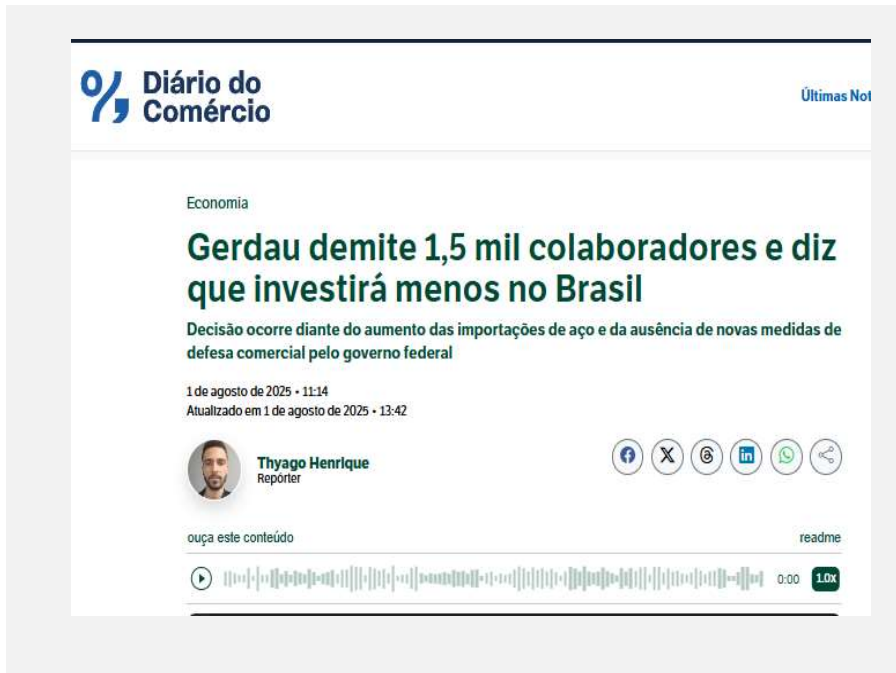 Diário do
Comércio
Últimas Not
Economia
Gerdau demite 1,5 mil colaboradores e diz
que investirá menos no Brasil
Decisão ocorre diante do aumento das importações de aço e da ausência de novas medidas de
defesa comercial pelo governo federal
1 de agosto de 2025 • 11:14
Atualizado em 1 de agosto de 2025 • 13:42
Thyago Henrique
Repórter
ouça este conteúdo
readme
0:00
1.0x